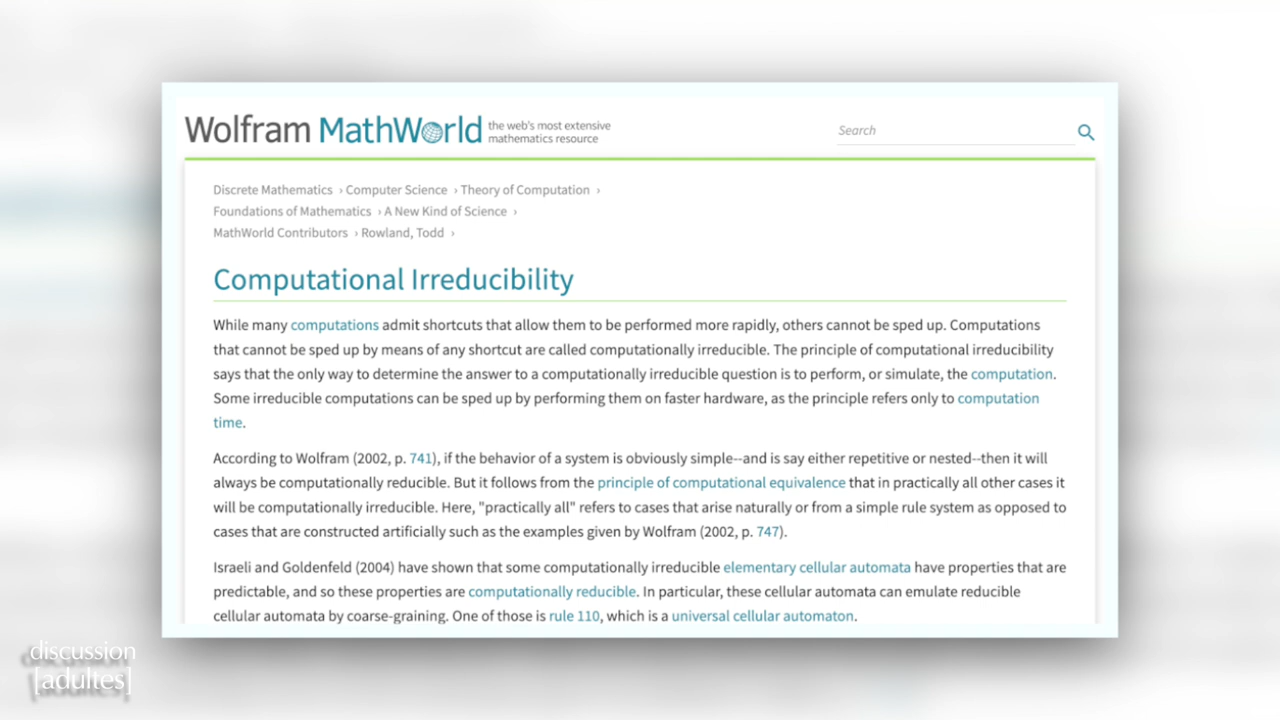 Wolfram MathWorld
the web's most extensive
mathematics resource
Search
Discrete Mathematics › Computer Science › Theory of Computation ›
Foundations of Mathematics › A New Kind of Science ›
MathWorld Contributors › Rowland, Todd ›
Computational Irreducibility
While many computations admit shortcuts that allow them to be performed more rapidly, others cannot be sped up. Computations
that cannot be sped up by means of any shortcut are called computationally irreducible. The principle of computational irreducibility
says that the only way to determine the answer to a computationally irreducible question is to perform, or simulate, the computation.
Some irreducible computations can be sped up by performing them on faster hardware, as the principle refers only to computation
time.
According to Wolfram (2002, p. 741), if the behavior of a system is obviously simple--and is say either repetitive or nested--then it will
always be computationally reducible. But it follows from the principle of computational equivalence that in practically all other cases it
will be computationally irreducible. Here, "practically all" refers to cases that arise naturally or from a simple rule system as opposed to
cases that are constructed artificially such as the examples given by Wolfram (2002, p. 747).
Israeli and Goldenfeld (2004) have shown that some computationally irreducible elementary cellular automata have properties that are
predictable, and so these properties are computationally reducible. In particular, these cellular automata can emulate reducible
cellular automata by coarse-graining. One of those is rule 110, which is a universal cellular automaton.
discussion
[adultes]